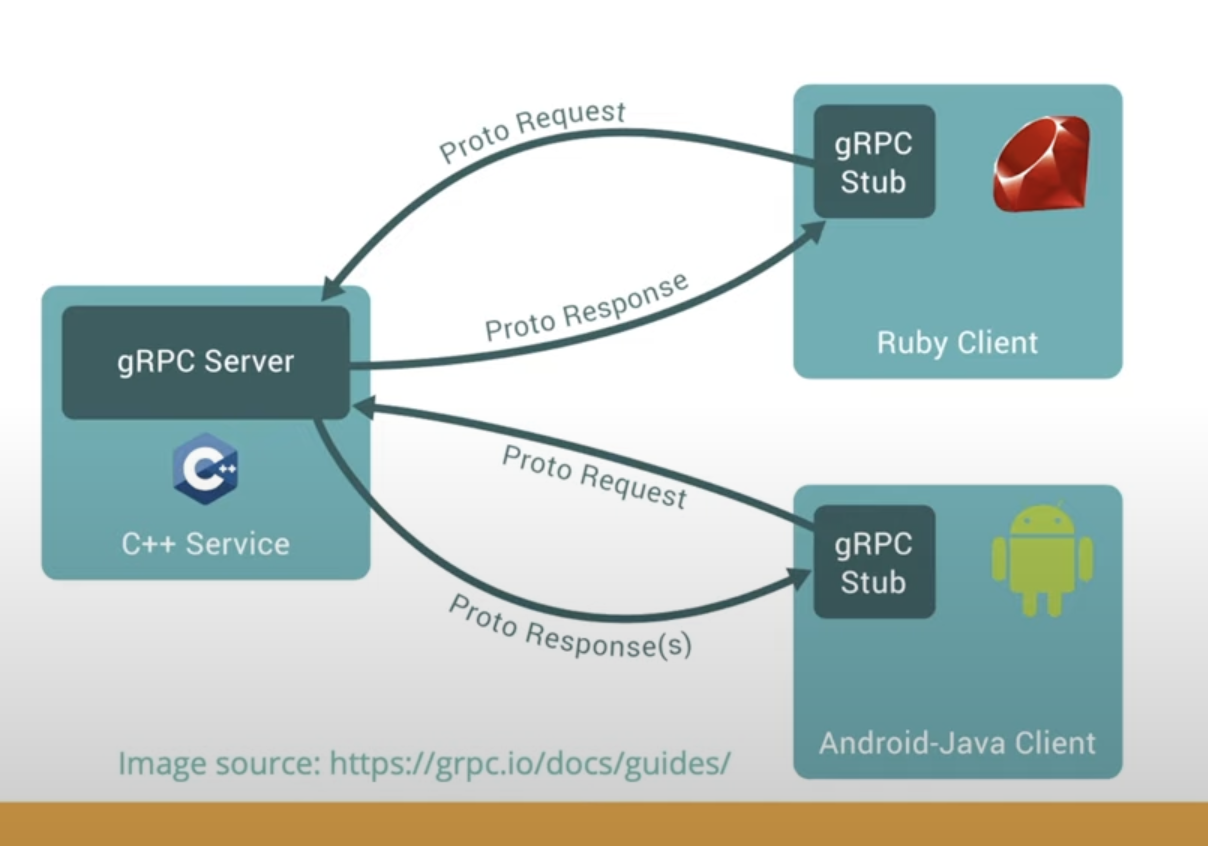 Proto Request
gRPC
Stub
Proto Response
Ruby Client
gRPC Server
C++
C++ Service
Proto Request
gRPC
Stub
Proto Response(s)
Android-Java Client
Image source: https://grpc.io/docs/guides/